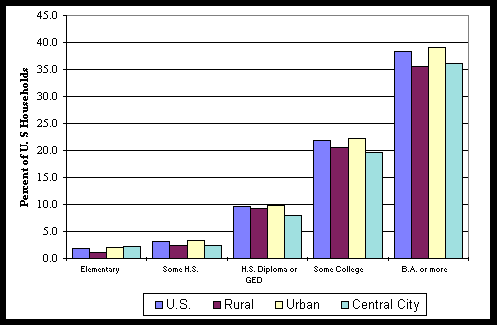 45.0
40.0
35.0
30.0
25.0
20.0
15.0
10.0
5.0
0.0
Percent of U. S Households
Elementary Some H.S. H.S. Diploma or Some College B.A. or more
GED
U.S. Rural Urban Central City